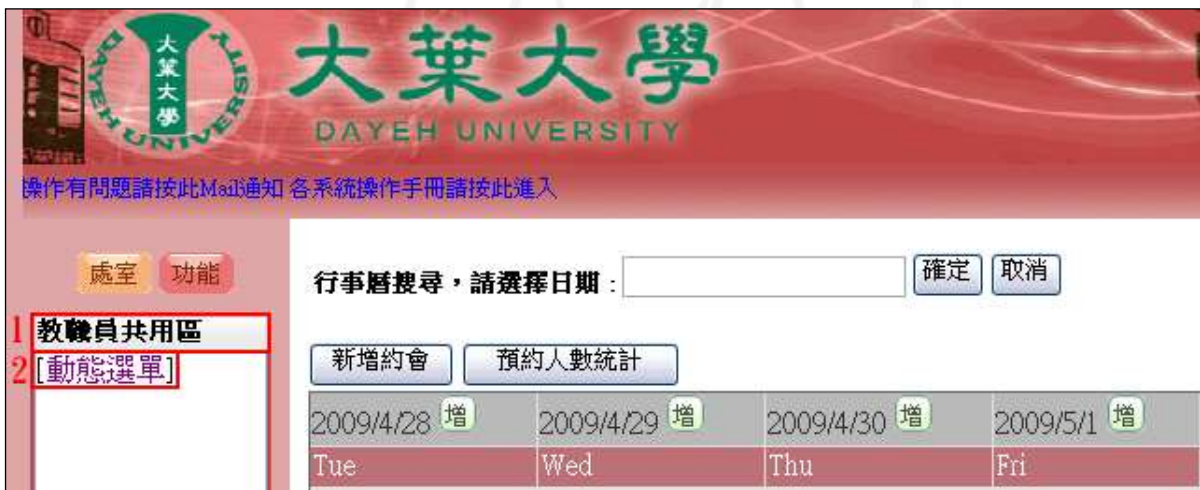 大葉大學
DAYEH UNIVERSITY
大葉大學
DAYEH UNIVERSITY
操作有問題請按此Mail通知 各系統操作手冊請按此進入
處室 功能
行事曆搜尋，請選擇日期 : 確定 取消
1 教職員共用區
2 [動態選單]
新增約會 預約人數統計
2009/4/28 增 2009/4/29 增 2009/4/30 增 2009/5/1 增
Tue Wed Thu Fri